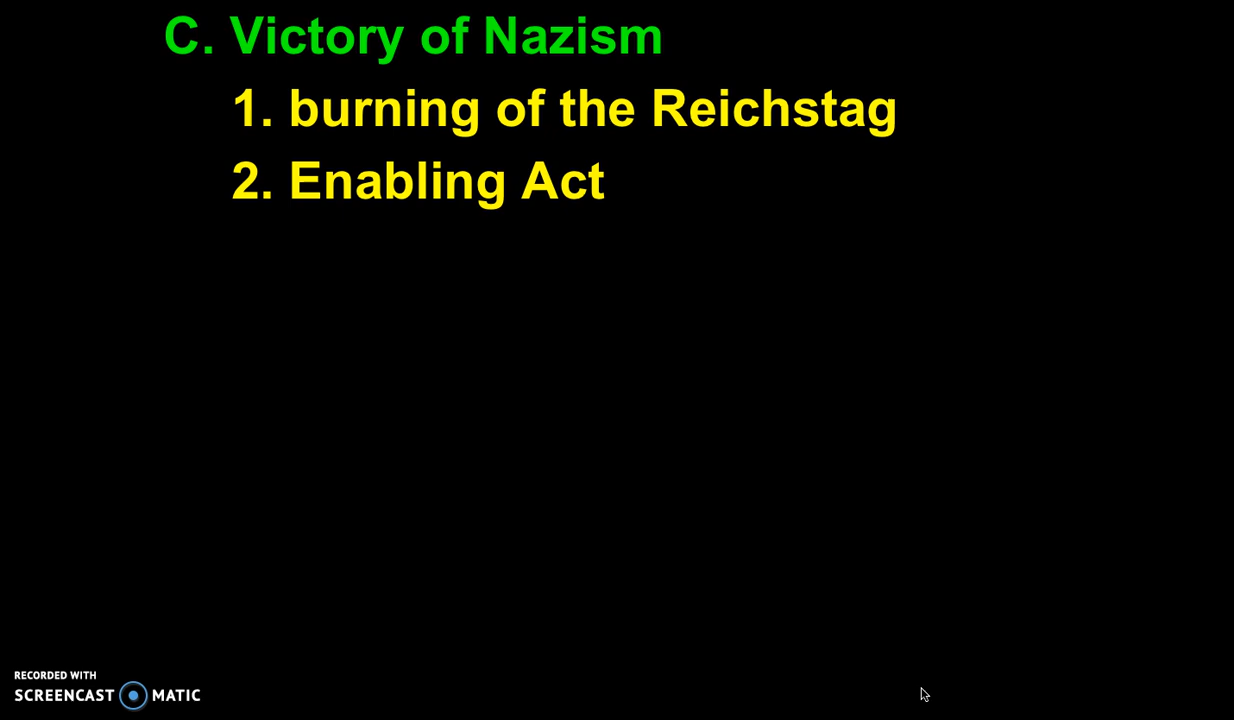 C. Victory of Nazism
1. burning of the Reichstag
2. Enabling Act
RECORDED WITH
SCREENCAST MATIC